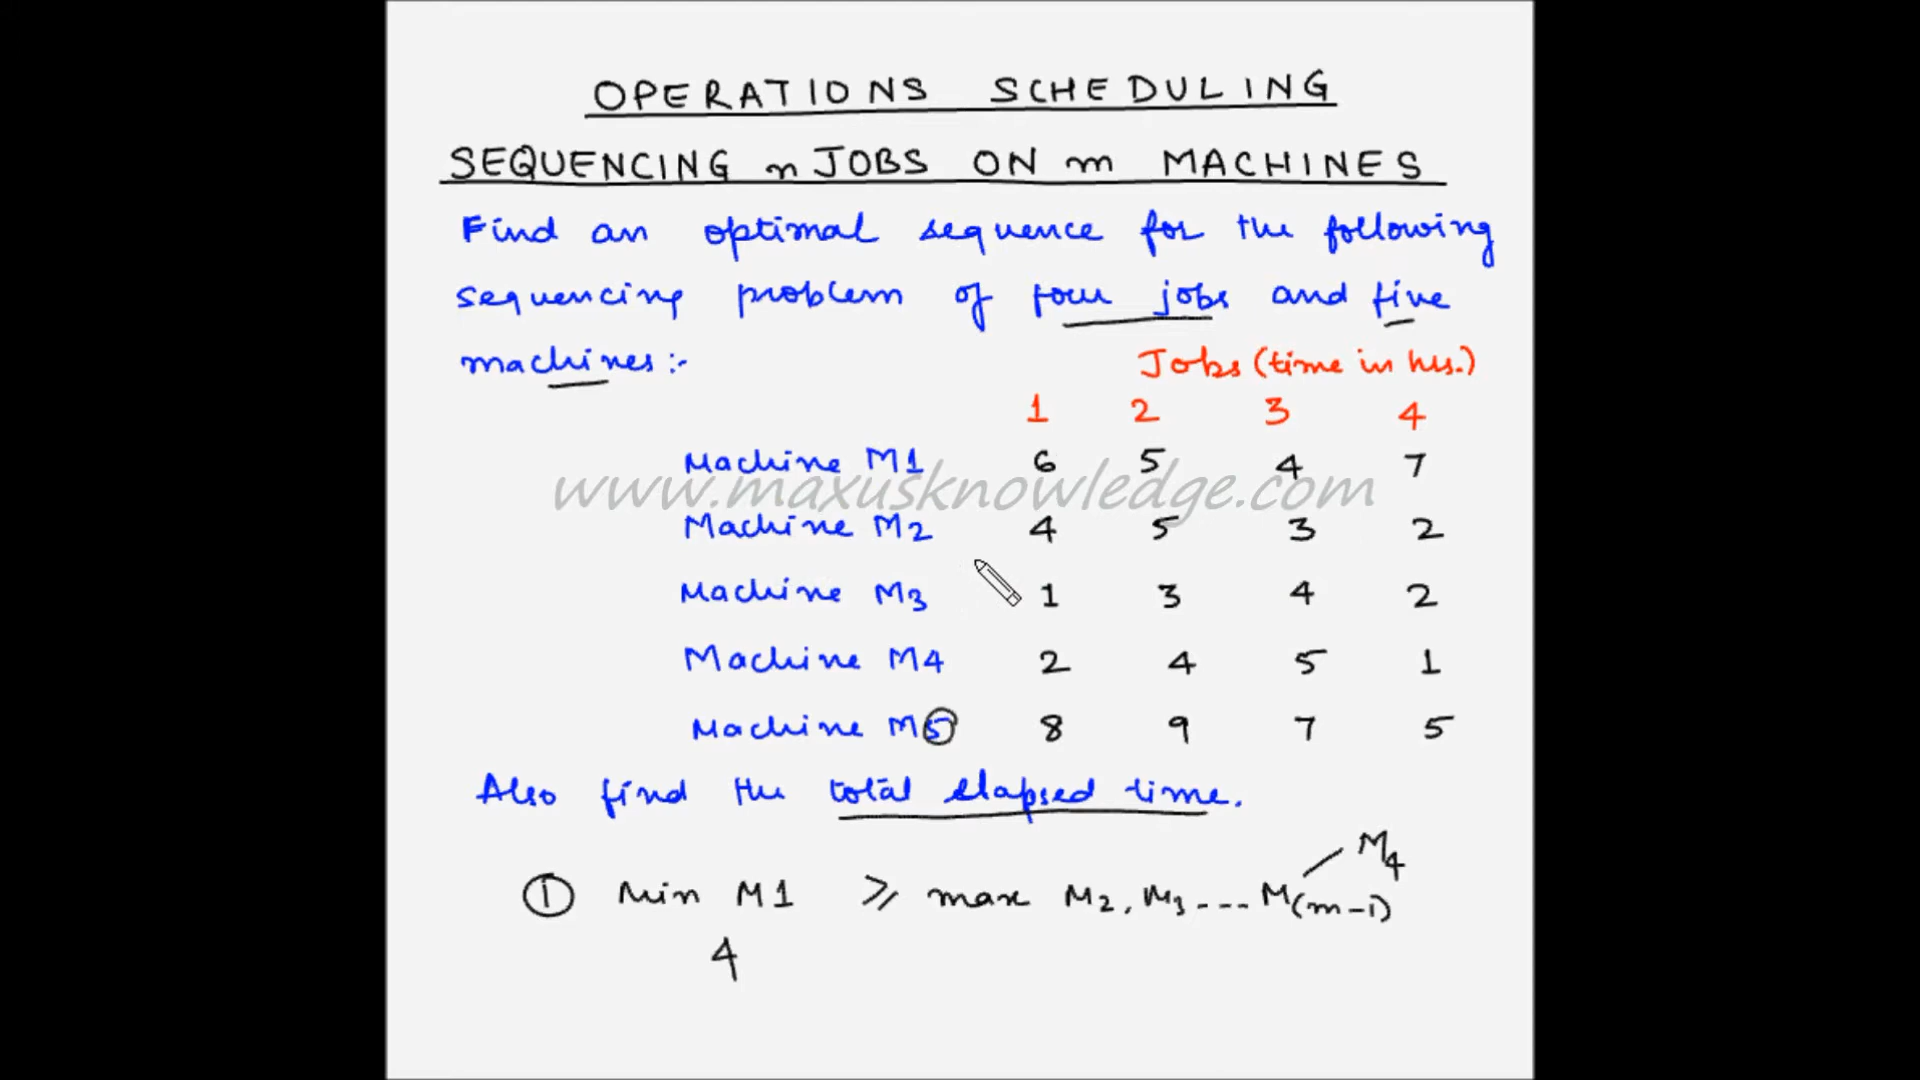 OPERATIONS SCHEDULING
SEQUENCING n JOBS ON m MACHINES
Find an optimal sequence for the following
sequencing problem of four jobs and five
machines :-
Jobs (time in hrs.)
1 2 3 4
Machine M1 6 5 4 7
www.maxusknowledge.com
Machine M2 4 5 3 2
Machine M3 1 3 4 2
Machine M4 2 4 5 1
Machine M5 8 9 7 5
Also find the total elapsed time.
M4
① Min M1 ≥ max M2, M3 ---- M(m-1)
4